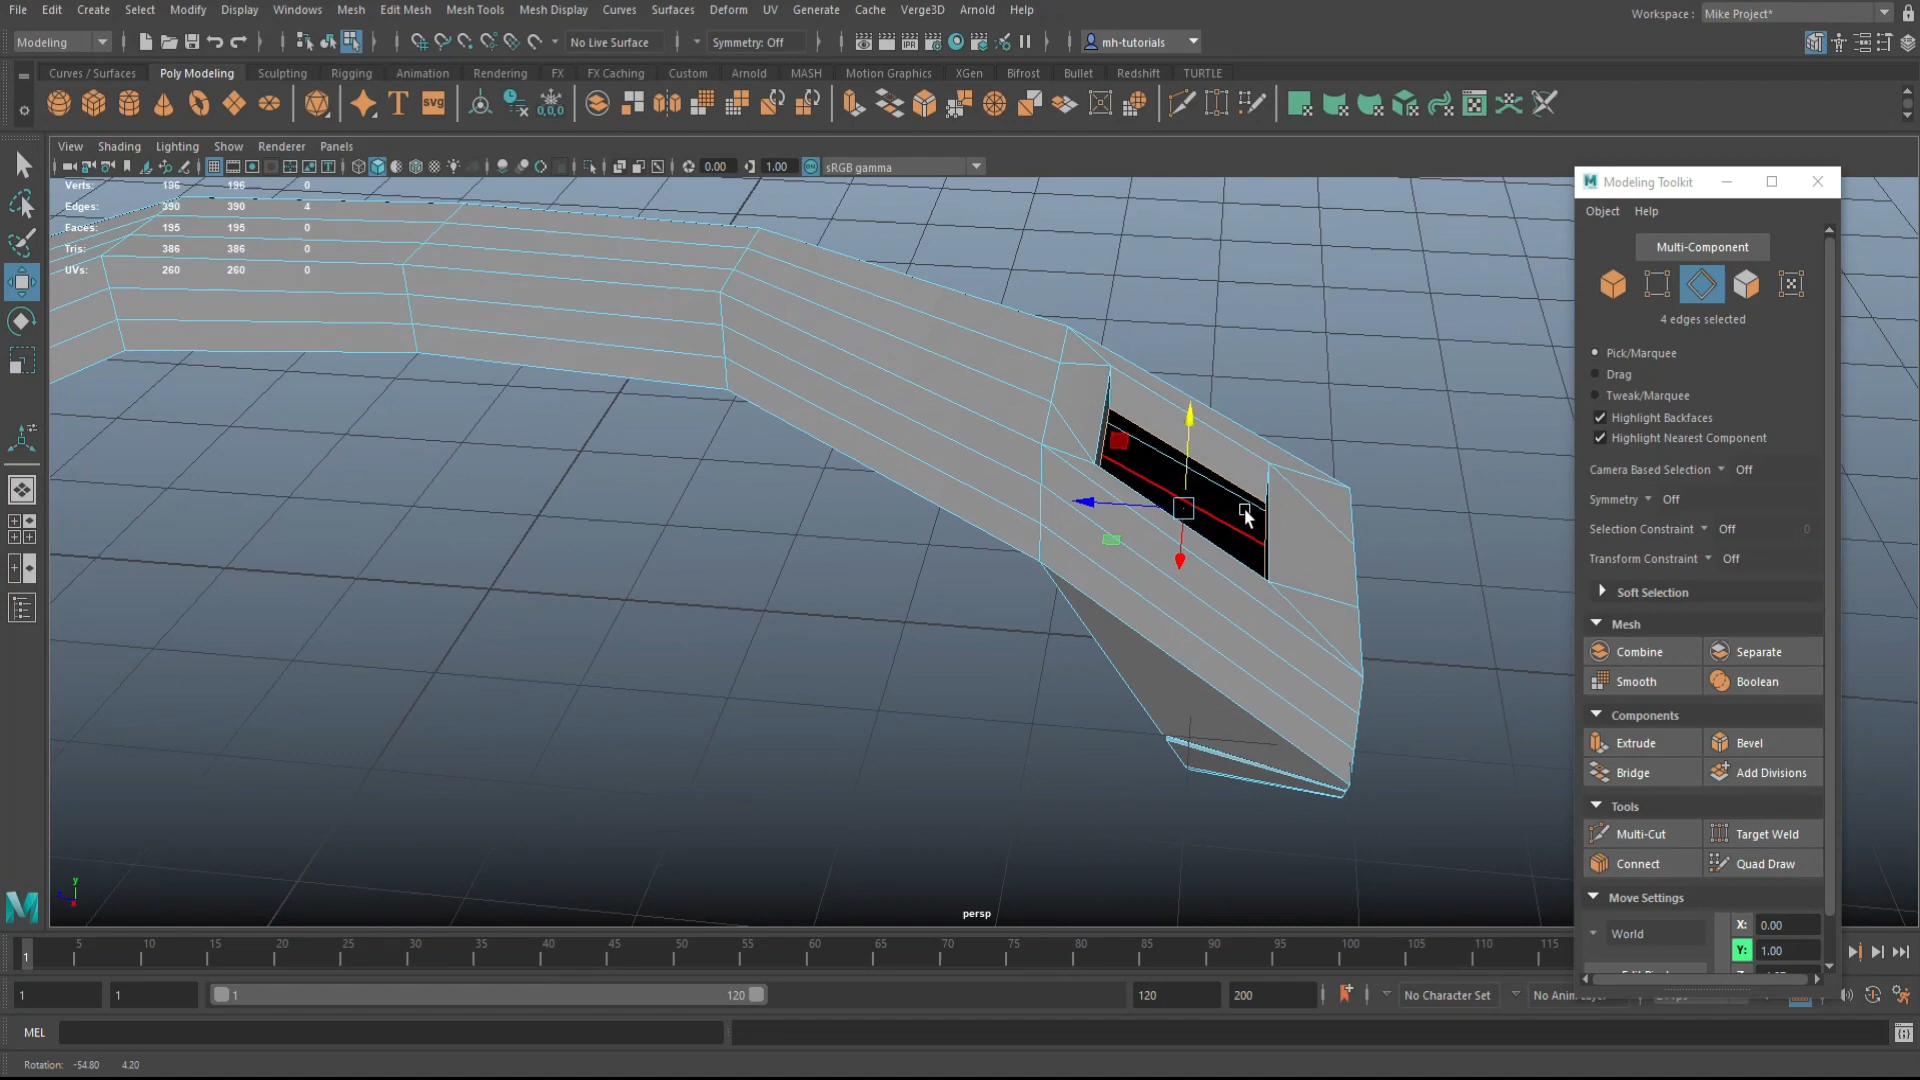 File Edit Create Select Modify Display Windows Mesh Edit Mesh Mesh Tools Mesh Display Curves Surfaces Deform UV Generate Cache Verge3D Arnold Help
Workspace : Mike Project*
Modeling No Live Surface Symmetry: Off mh-tutorials
Curves / Surfaces Poly Modeling Sculpting Rigging Animation Rendering FX FX Caching Custom Arnold MASH Motion Graphics XGen Bifrost Bullet Redshift TURTLE
View Shading Lighting Show Renderer Panels
0.00 1.00 sRGB gamma
Verts: 196 196 0
Edges: 390 390 4
Faces: 195 195 0
Tris: 386 386 0
UVs: 260 260 0
Modeling Toolkit
Object Help
Multi-Component
4 edges selected
Pick/Marquee
Drag
Tweak/Marquee
Highlight Backfaces
Highlight Nearest Component
Camera Based Selection Off
Symmetry Off
Selection Constraint Off 0
Transform Constraint Off
Soft Selection
Mesh
Combine Separate
Smooth Boolean
Components
Extrude Bevel
Bridge Add Divisions
Tools
Multi-Cut Target Weld
Connect Quad Draw
Move Settings
World X: 0.00
Y: 1.00
persp
y
1 5 10 15 20 25 30 35 40 45 50 55 60 65 70 75 80 85 90 95 100 105 110 115
1 1 1 120 120 200 No Character Set
MEL
Rotation: -54.80 4.20